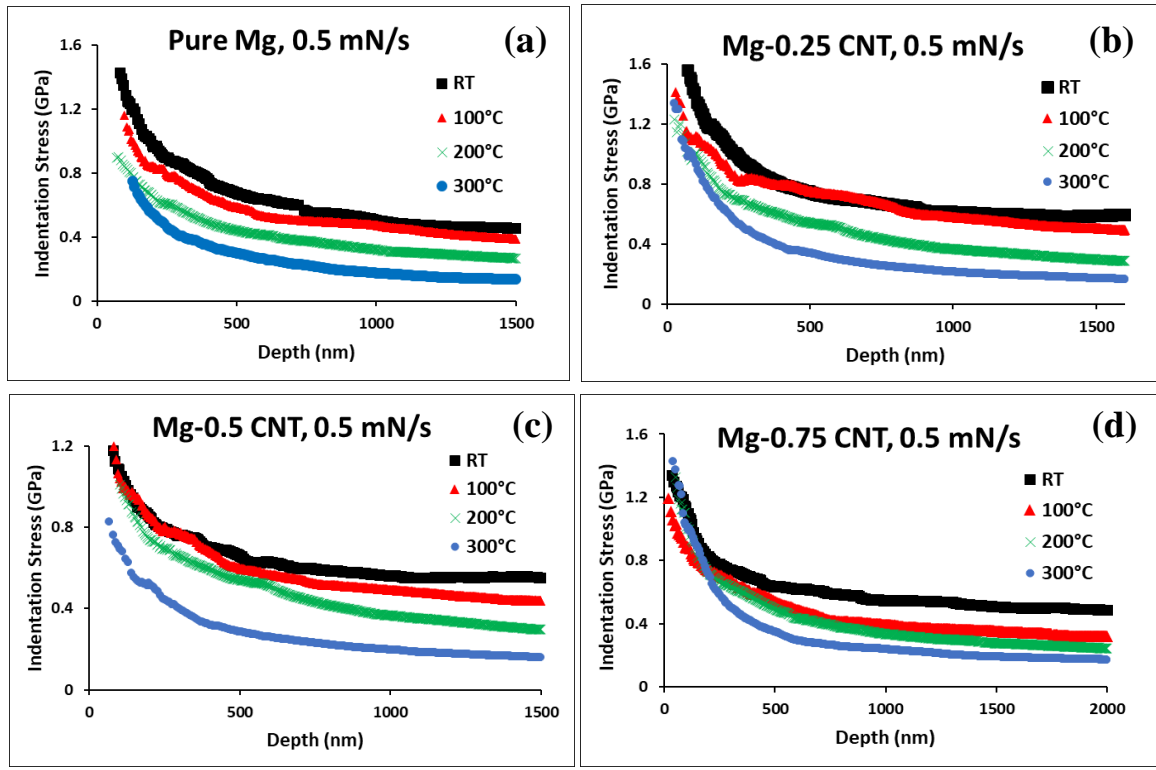 Pure Mg, 0.5 mN/s
(a)
Indentation Stress (GPa)
1.6
1.2
0.8
0.4
0
RT
100°C
200°C
300°C
0 500 1000 1500
Depth (nm)
Mg-0.25 CNT, 0.5 mN/s
(b)
Indentation Stress (GPa)
1.6
1.2
0.8
0.4
0
RT
100°C
200°C
300°C
0 500 1000 1500
Depth (nm)
Mg-0.5 CNT, 0.5 mN/s
(c)
Indentation Stress (GPa)
1.2
0.8
0.4
0
RT
100°C
200°C
300°C
0 500 1000 1500
Depth (nm)
Mg-0.75 CNT, 0.5 mN/s
(d)
Indentation Stress (GPa)
1.6
1.2
0.8
0.4
0
RT
100°C
200°C
300°C
0 500 1000 1500 2000
Depth (nm)